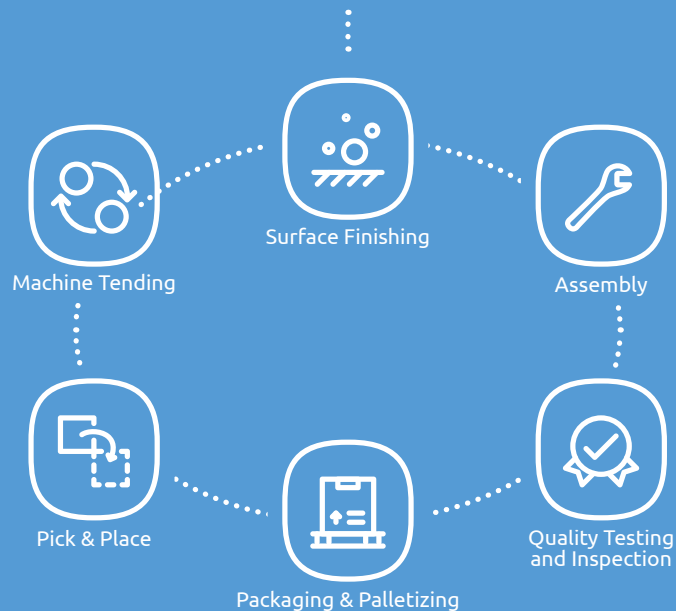 Surface Finishing
Machine Tending
Assembly
Pick & Place
Quality Testing
and Inspection
Packaging & Palletizing